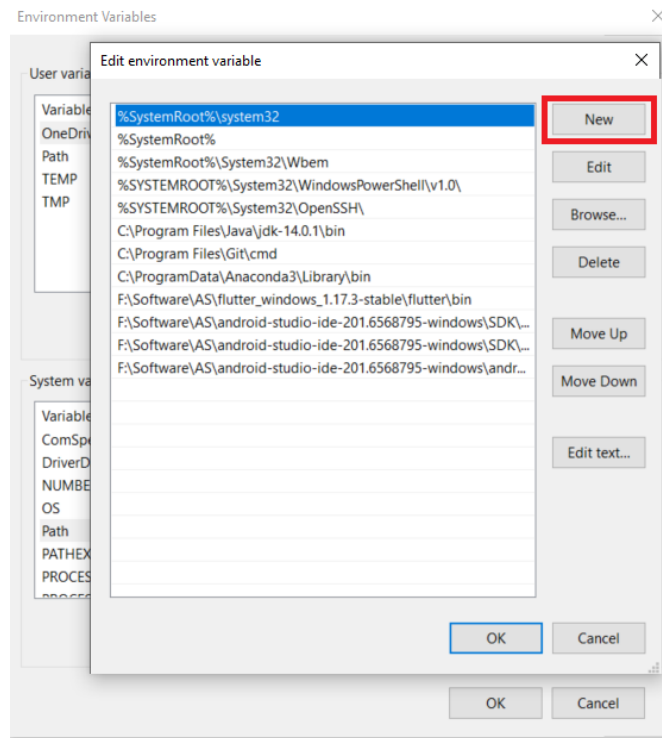 Environment Variables
Edit environment variable
User varia
Variable
OneDriv
Path
TEMP
TMP
%SystemRoot%\system32
%SystemRoot%
%SystemRoot%\System32\Wbem
%SYSTEMROOT%\System32\WindowsPowerShell\v1.0\
%SYSTEMROOT%\System32\OpenSSH\
C:\Program Files\Java\jdk-14.0.1\bin
C:\Program Files\Git\cmd
C:\ProgramData\Anaconda3\Library\bin
F:\Software\AS\flutter_windows_1.17.3-stable\flutter\bin
F:\Software\AS\android-studio-ide-201.6568795-windows\SDK\...
F:\Software\AS\android-studio-ide-201.6568795-windows\SDK\...
F:\Software\AS\android-studio-ide-201.6568795-windows\andr...
New
Edit
Browse...
Delete
Move Up
Move Down
Edit text...
System va
Variable
ComSpe
DriverD
NUMBE
OS
Path
PATHEX
PROCES
OK
Cancel
OK
Cancel